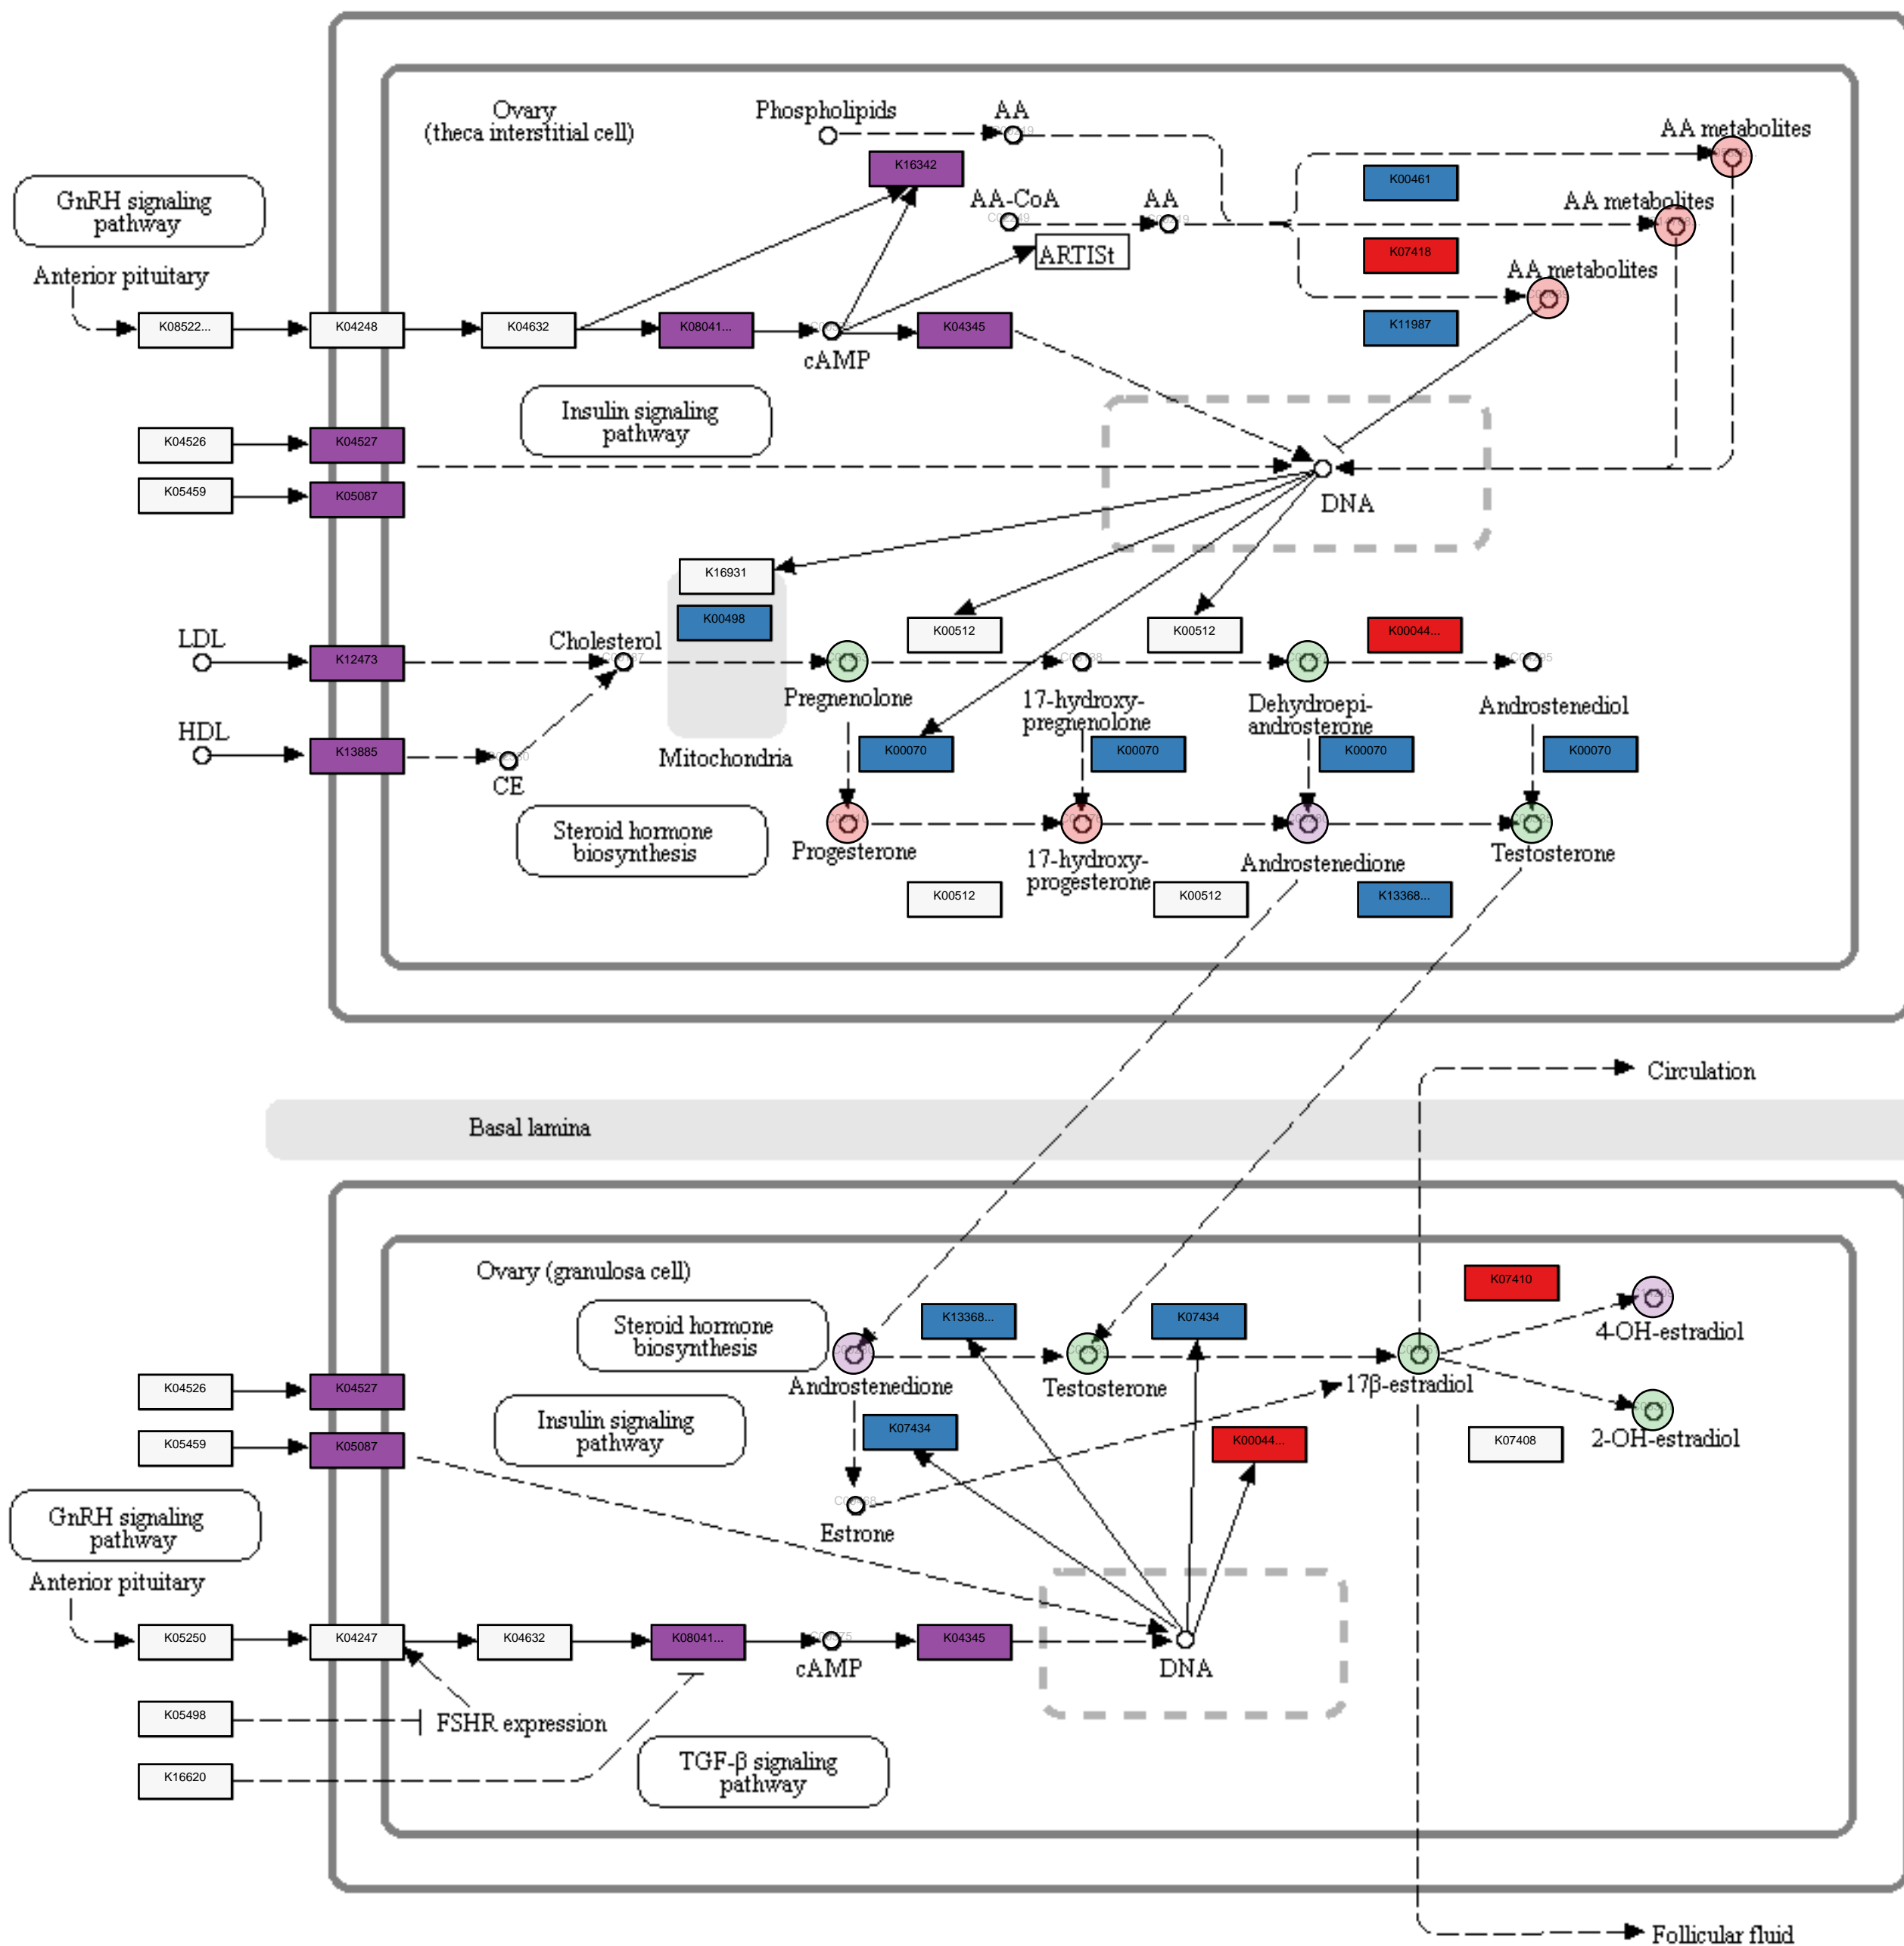 Ovary
(theca interstitial cell)
Phospholipids
AA
AA metabolites
K16342
K00461
GnRH signaling
pathway
AA-CoA
AA
AA metabolites
ARTISt
K07418
AA metabolites
Anterior pituitary
K08522...
K04248
K04632
K08041...
cAMP
K04345
K11987
Insulin signaling
pathway
K04526
K04527
K05459
K05087
DNA
K16931
K00498
K00512
K00512
K00044...
LDL
K12473
Cholesterol
Pregnenolone
17-hydroxy-
pregnenolone
Dehydroepi-
androsterone
Androstenediol
HDL
K13885
CE
Mitochondria
K00070
K00070
K00070
K00070
Steroid hormone
biosynthesis
Progesterone
17-hydroxy-
progesterone
Androstenedione
Testosterone
K00512
K00512
K13368...
Circulation
Basal lamina
Ovary (granulosa cell)
K07410
Steroid hormone
biosynthesis
K13368...
K07434
4-OH-estradiol
Androstenedione
Testosterone
17β-estradiol
K04526
K04527
Insulin signaling
pathway
K07434
K00044...
K07408
2-OH-estradiol
K05459
K05087
Estrone
GnRH signaling
pathway
Anterior pituitary
K05250
K04247
K04632
K08041...
cAMP
K04345
DNA
K05498
FSHR expression
K16620
TGF-β signaling
pathway
Follicular fluid